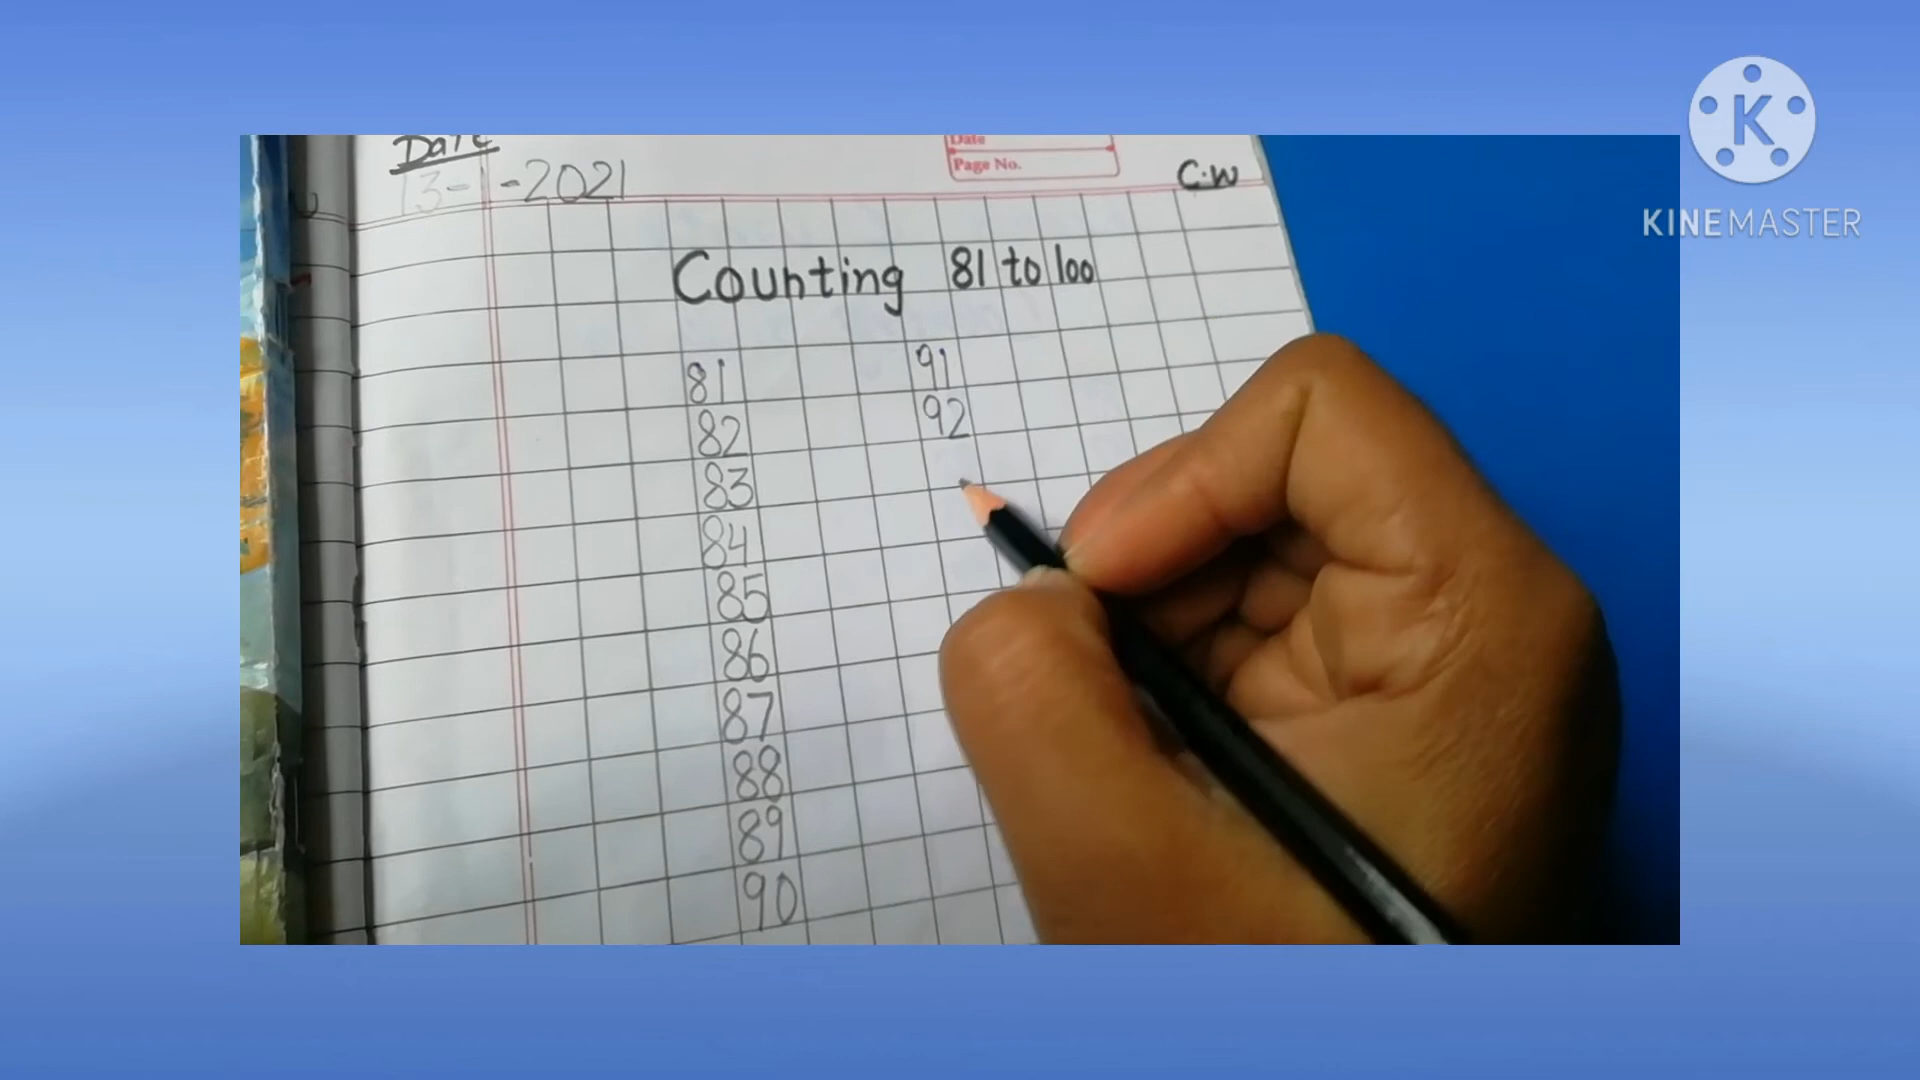 Date
13-1-2021
Date
Page No.
C.W
Counting 81 to 100
81
82
83
84
85
86
87
88
89
90
91
92
K
KINEMASTER